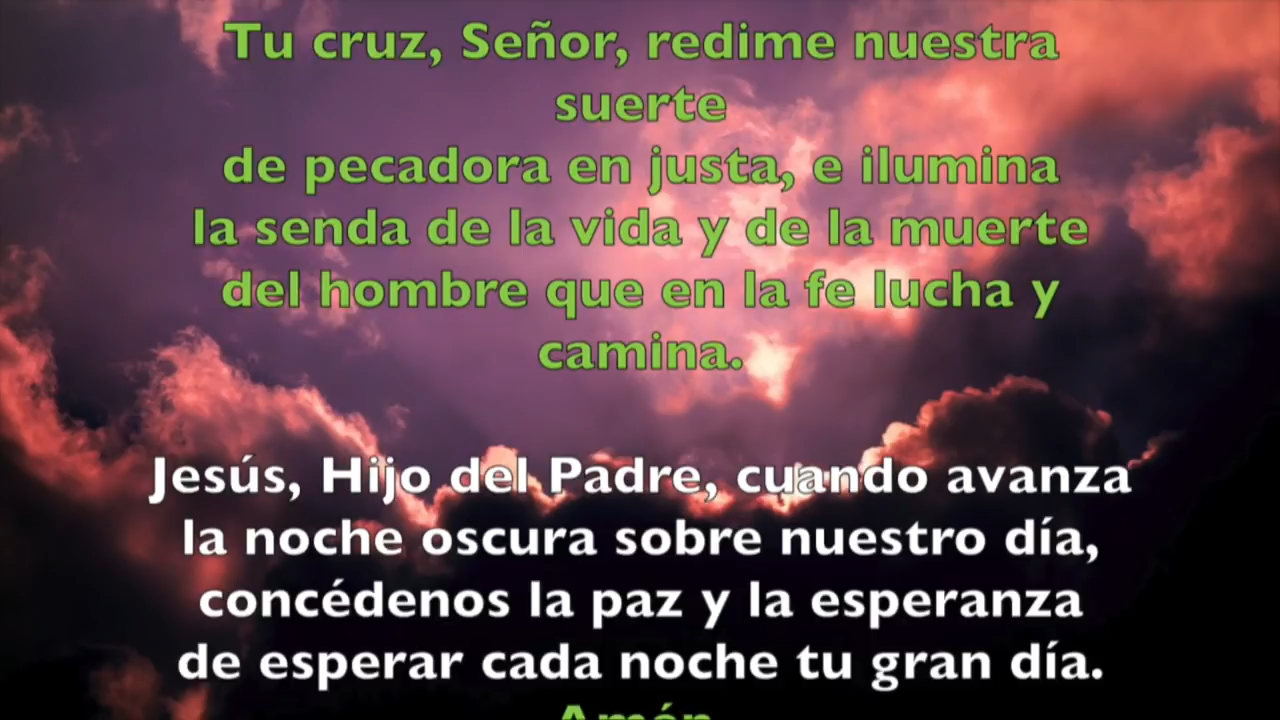 Tu cruz, Señor, redime nuestra
suerte
de pecadora en justa, e ilumina
la senda de la vida y de la muerte
del hombre que en la fe lucha y
camina.
Jesús, Hijo del Padre, cuando avanza
la noche oscura sobre nuestro día,
concédenos la paz y la esperanza
de esperar cada noche tu gran día.
Amén